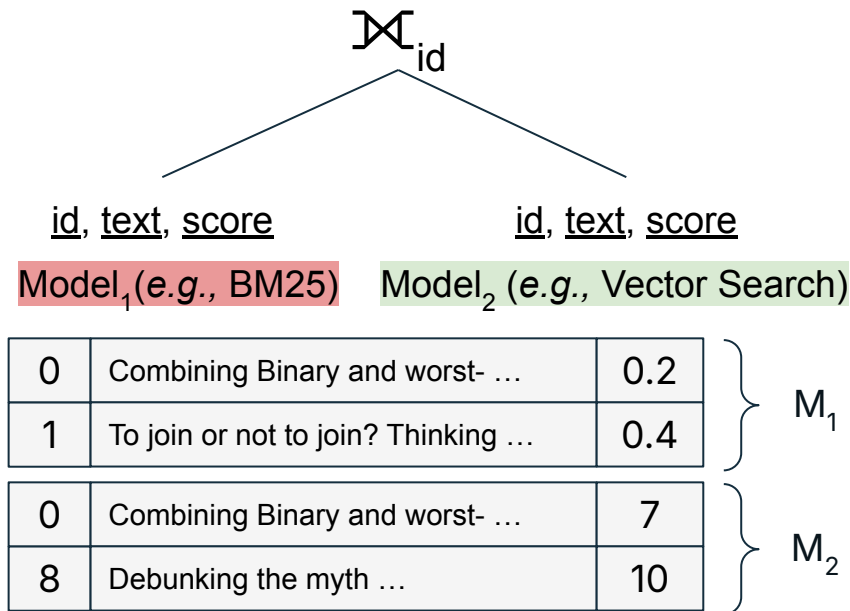 ⟗id
id, text, score
id, text, score
Model₁(e.g., BM25)
Model₂ (e.g., Vector Search)
0 Combining Binary and worst- … 0.2
1 To join or not to join? Thinking … 0.4
M₁
0 Combining Binary and worst- … 7
8 Debunking the myth … 10
M₂